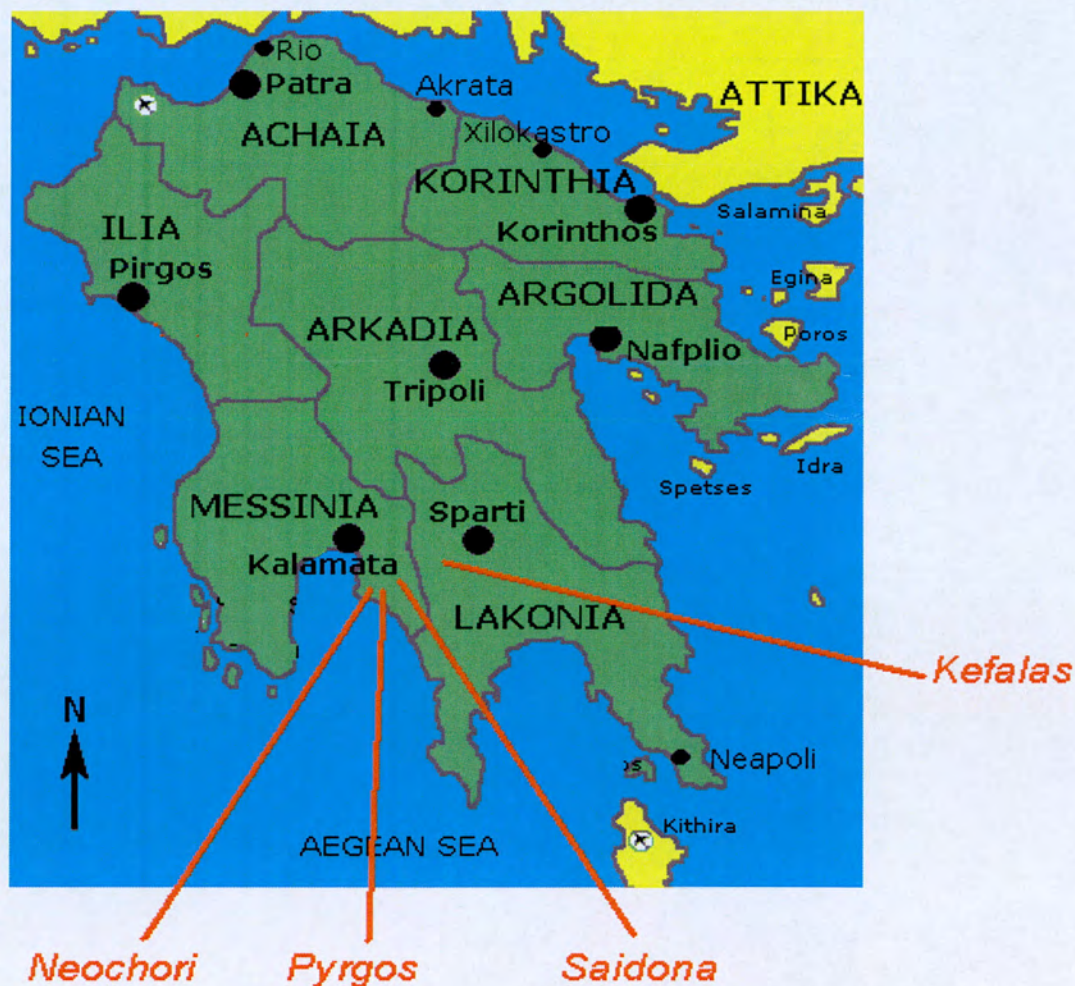 Rio
Patra
Akrata
ATTIKA
ACHAIA
Xilokastro
KORINTHIA
Salamina
Korinthos
ILIA
Pirgos
Egina
ARGOLIDA
ARKADIA
Poros
Nafplio
Tripoli
IONIAN
SEA
Idra
Spetses
MESSINIA
Sparti
Kalamata
LAKONIA
Kefalas
N
Neapoli
Kithira
AEGEAN SEA
Neochori
Pyrgos
Saidona